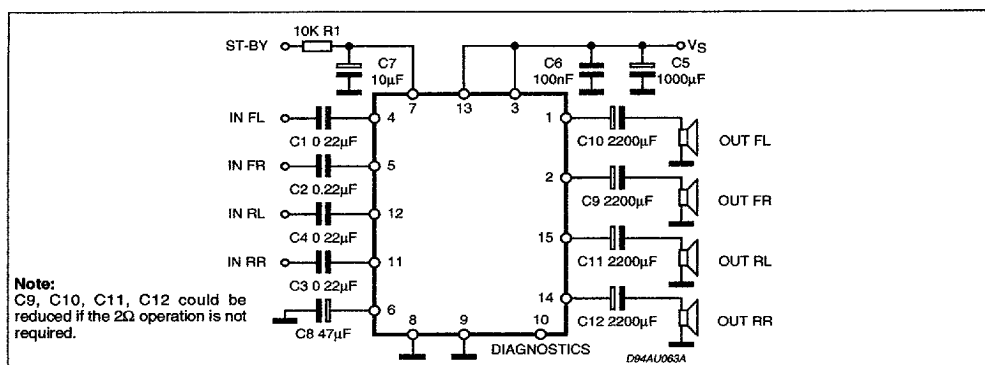 10K R1
ST-BY
C7
10µF
C6
100nF
VS
C5
1000µF
7
13
3
IN FL
4
C1 0 22µF
1
C10 2200µF
OUT FL
IN FR
5
C2 0.22µF
2
C9 2200µF
OUT FR
IN RL
12
C4 0 22µF
15
C11 2200µF
OUT RL
IN RR
11
C3 0 22µF
14
C12 2200µF
OUT RR
6
C8 47µF
8
9
10
DIAGNOSTICS
D94AU063A
Note:
C9, C10, C11, C12 could be
reduced if the 2Ω operation is not
required.